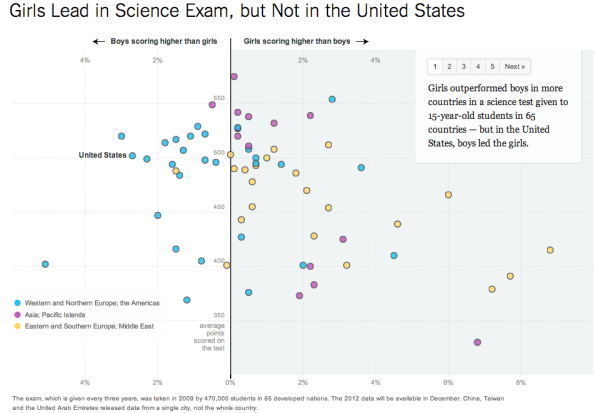 Girls Lead in Science Exam, but Not in the United States
← Boys scoring higher than girls
Girls scoring higher than boys →
4%
2%
2%
4%
1
2
3
4
5
Next »
Girls outperformed boys in more
countries in a science test given to
15-year-old students in 65
countries — but in the United
States, boys led the girls.
550
United States
500
450
400
350
average
points
scored on
the test
Western and Northern Europe; the Americas
Asia; Pacific Islands
Eastern and Southern Europe; Middle East
4%
2%
0%
2%
4%
6%
8%
The exam, which is given every three years, was taken in 2009 by 470,000 students in 65 developed nations. The 2012 data will be available in December. China, Taiwan
and the United Arab Emirates released data from a single city, not the whole country.